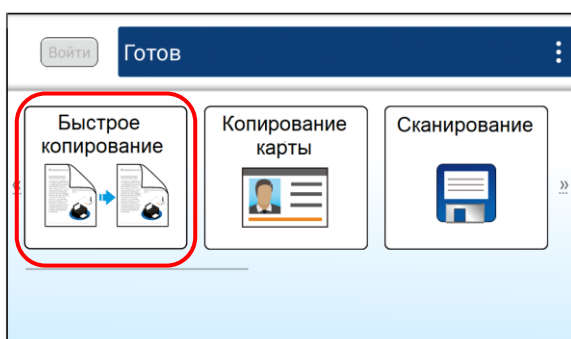 Войти
Готов
Быстрое
копирование
Копирование
карты
Сканирование
«
»